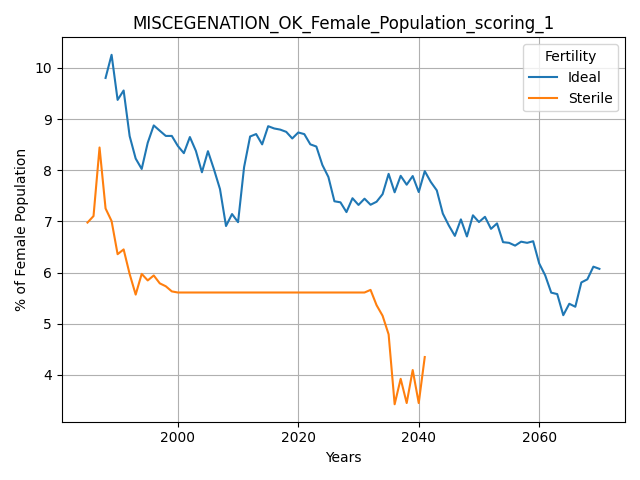 MISCEGENATION_OK_Female_Population_scoring_1
Fertility
Ideal
Sterile
% of Female Population
10
9
8
7
6
5
4
2000 2020 2040 2060
Years